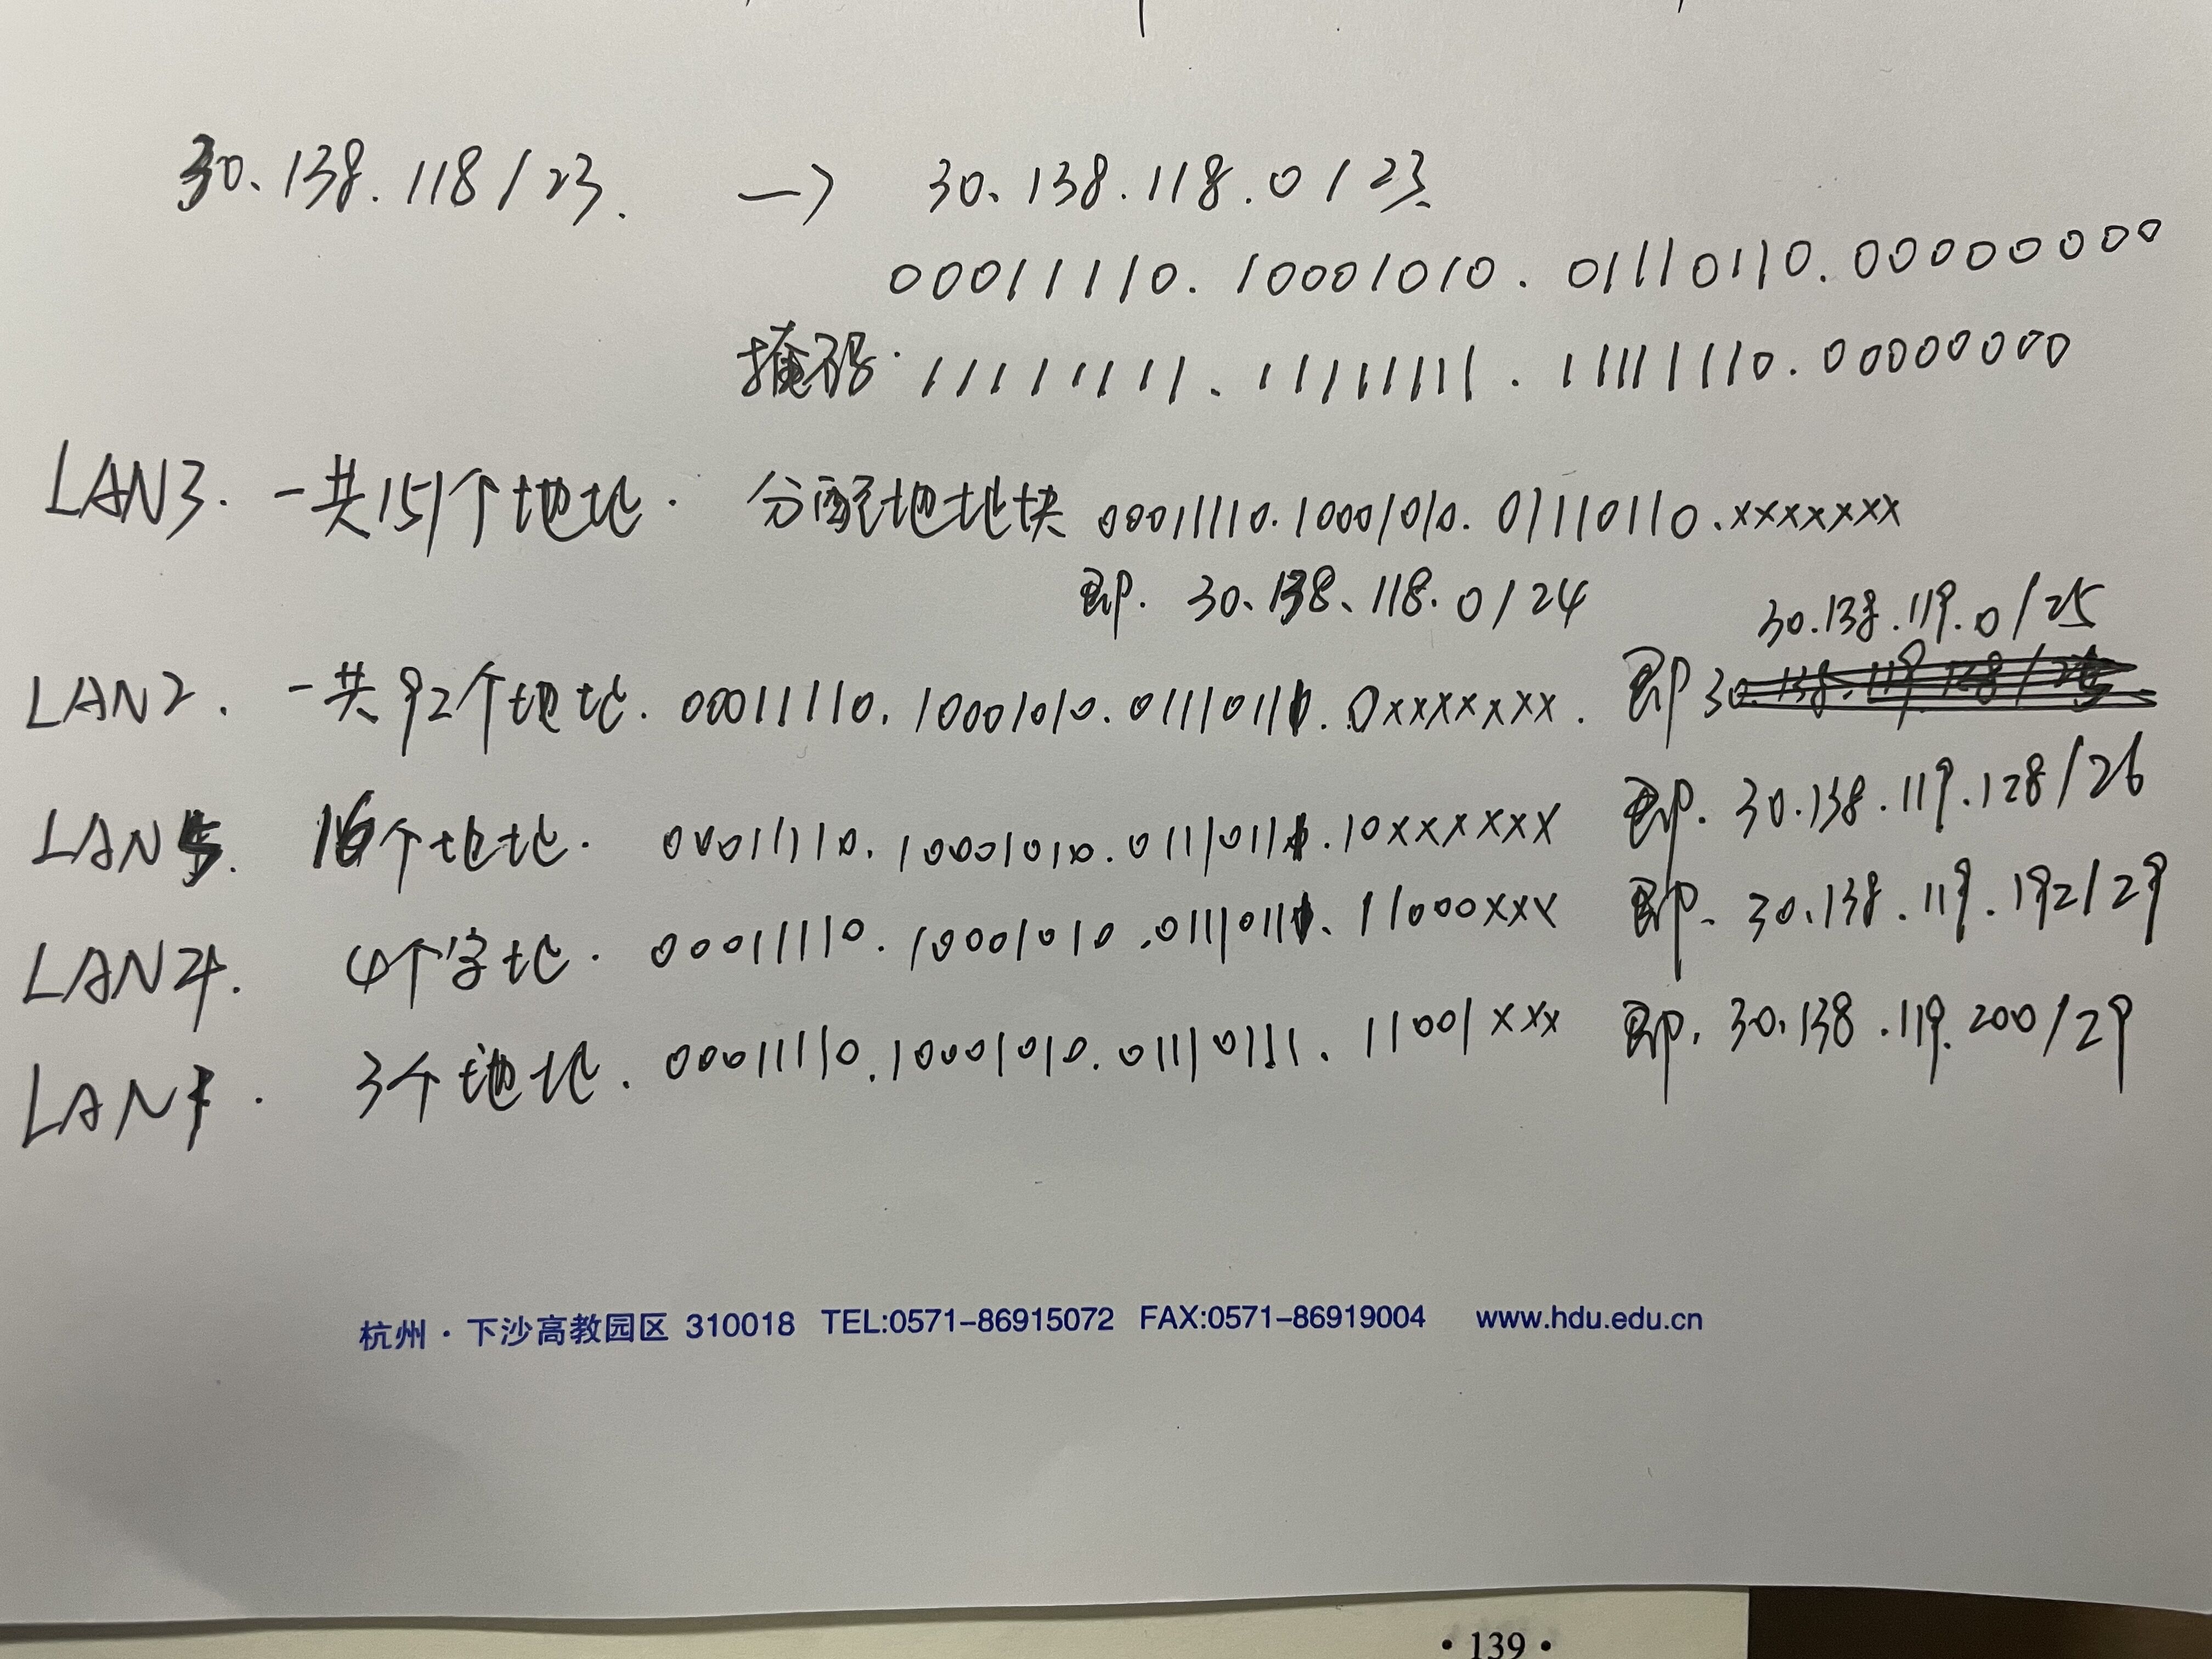 30.138.118/23. —> 30.138.118.0/23
00011110.10001010.01110110.00000000
掩码:11111111.11111111.11111110.00000000
LAN3. 一共151个地址. 分配地址块 00011110.10001010.01110110.xxxxxxx
即. 30.138.118.0/24
30.138.119.0/25
LAN2. 一共92个地址. 00011110.10001010.01110111.0xxxxxxx. 即30
LAN5. 16个地址. 00011110.10001010.01110111.10xxxxxx 即. 30.138.119.128/26
LAN4. 4个字址. 00011110.10001010.01110111.11000xxx 即. 30.138.119.192/29
LAN1. 3个地址. 00011110.10001010.01110111.11001xxx 即. 30.138.119.200/29
杭州·下沙高教园区 310018 TEL:0571-86915072 FAX:0571-86919004 www.hdu.edu.cn
• 139 •